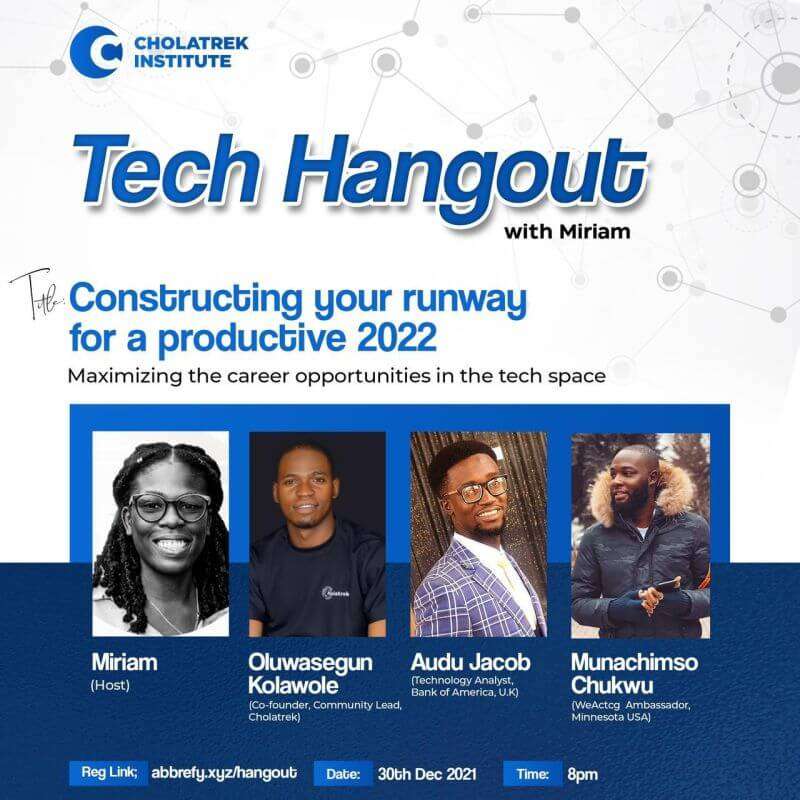 CHOLATREK
INSTITUTE
Tech Hangout
with Miriam
Title:
Constructing your runway
for a productive 2022
Maximizing the career opportunities in the tech space
Cholatrek
Miriam
(Host)
Oluwasegun
Kolawole
(Co-founder, Community Lead,
Cholatrek)
Audu Jacob
(Technology Analyst,
Bank of America, U.K)
Munachimso
Chukwu
(WeActcg Ambassador,
Minnesota USA)
Reg Link; abbrefy.xyz/hangout Date: 30th Dec 2021 Time: 8pm